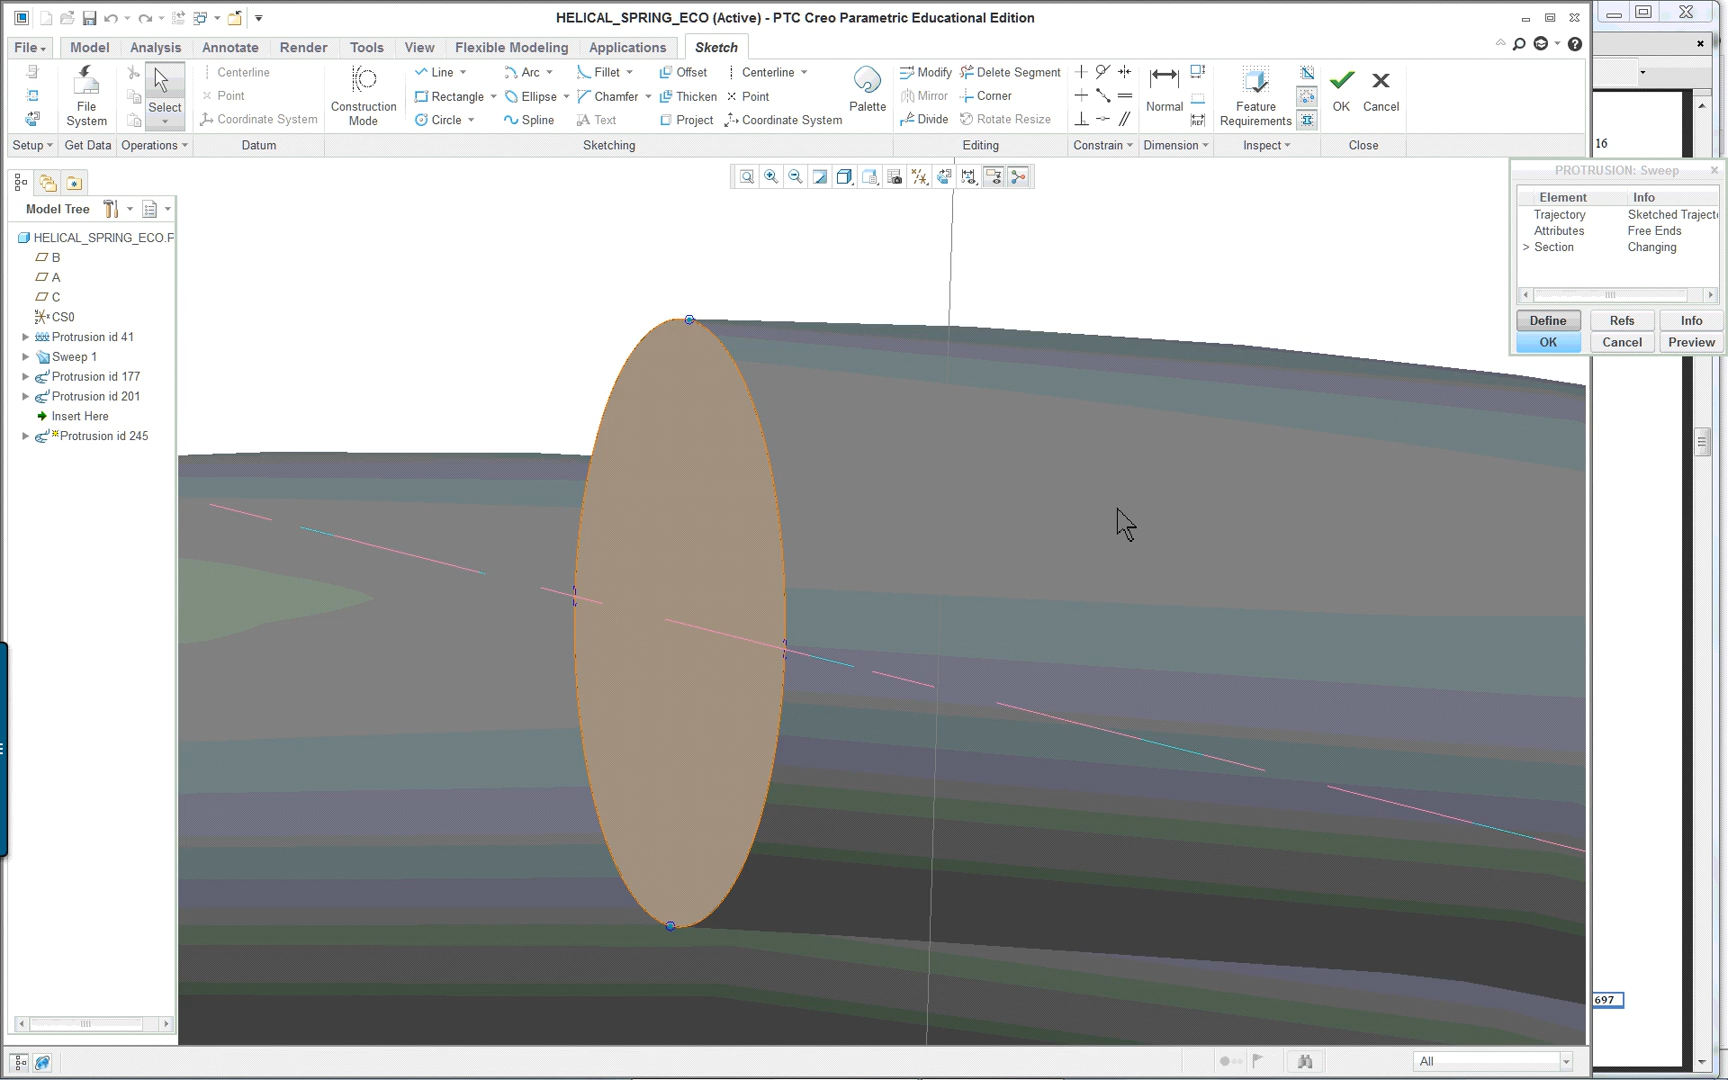 HELICAL_SPRING_ECO (Active) - PTC Creo Parametric Educational Edition
File Model Analysis Annotate Render Tools View Flexible Modeling Applications Sketch
Centerline Line Arc Fillet Offset Centerline Modify Delete Segment
Point Rectangle Ellipse Chamfer Thicken Point Mirror Corner
File System Select Construction Mode Palette Normal Feature Requirements OK Cancel
Coordinate System Circle Spline Text Project Coordinate System Divide Rotate Resize
Setup Get Data Operations Datum Sketching Editing Constrain Dimension Inspect Close
16
PROTRUSION: Sweep
Element Info
Trajectory Sketched Traject
Attributes Free Ends
> Section Changing
Define Refs Info
OK Cancel Preview
Model Tree
HELICAL_SPRING_ECO.F
B
A
C
CS0
Protrusion id 41
Sweep 1
Protrusion id 177
Protrusion id 201
Insert Here
Protrusion id 245
697
All